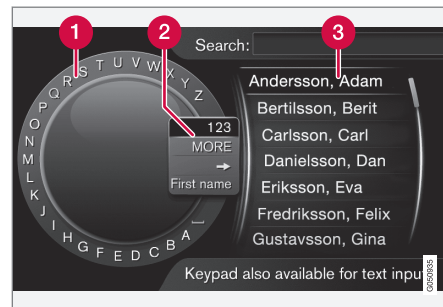 1
2
3
Search:
A B C D E F G H I J K L M N O P Q R S T U V W X Y Z
123
MORE
➞
First name
Andersson, Adam
Bertilsson, Berit
Carlsson, Carl
Danielsson, Dan
Eriksson, Eva
Fredriksson, Felix
Gustavsson, Gina
Keypad also available for text input
G050935